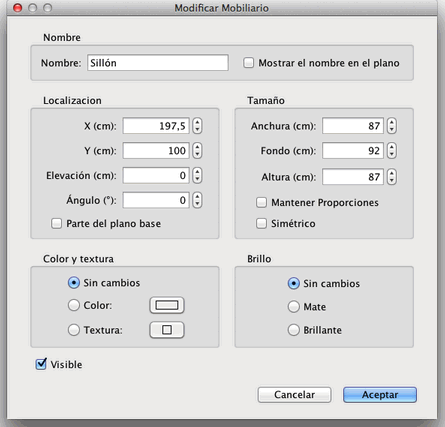 Modificar Mobiliario
Nombre
Nombre: Sillón Mostrar el nombre en el plano
Localizacion
X (cm): 197,5
Y (cm): 100
Elevación (cm): 0
Ángulo (°): 0
Parte del plano base
Tamaño
Anchura (cm): 87
Fondo (cm): 92
Altura (cm): 87
Mantener Proporciones
Simétrico
Color y textura
Sin cambios
Color:
Textura:
Brillo
Sin cambios
Mate
Brillante
Visible
Cancelar Aceptar